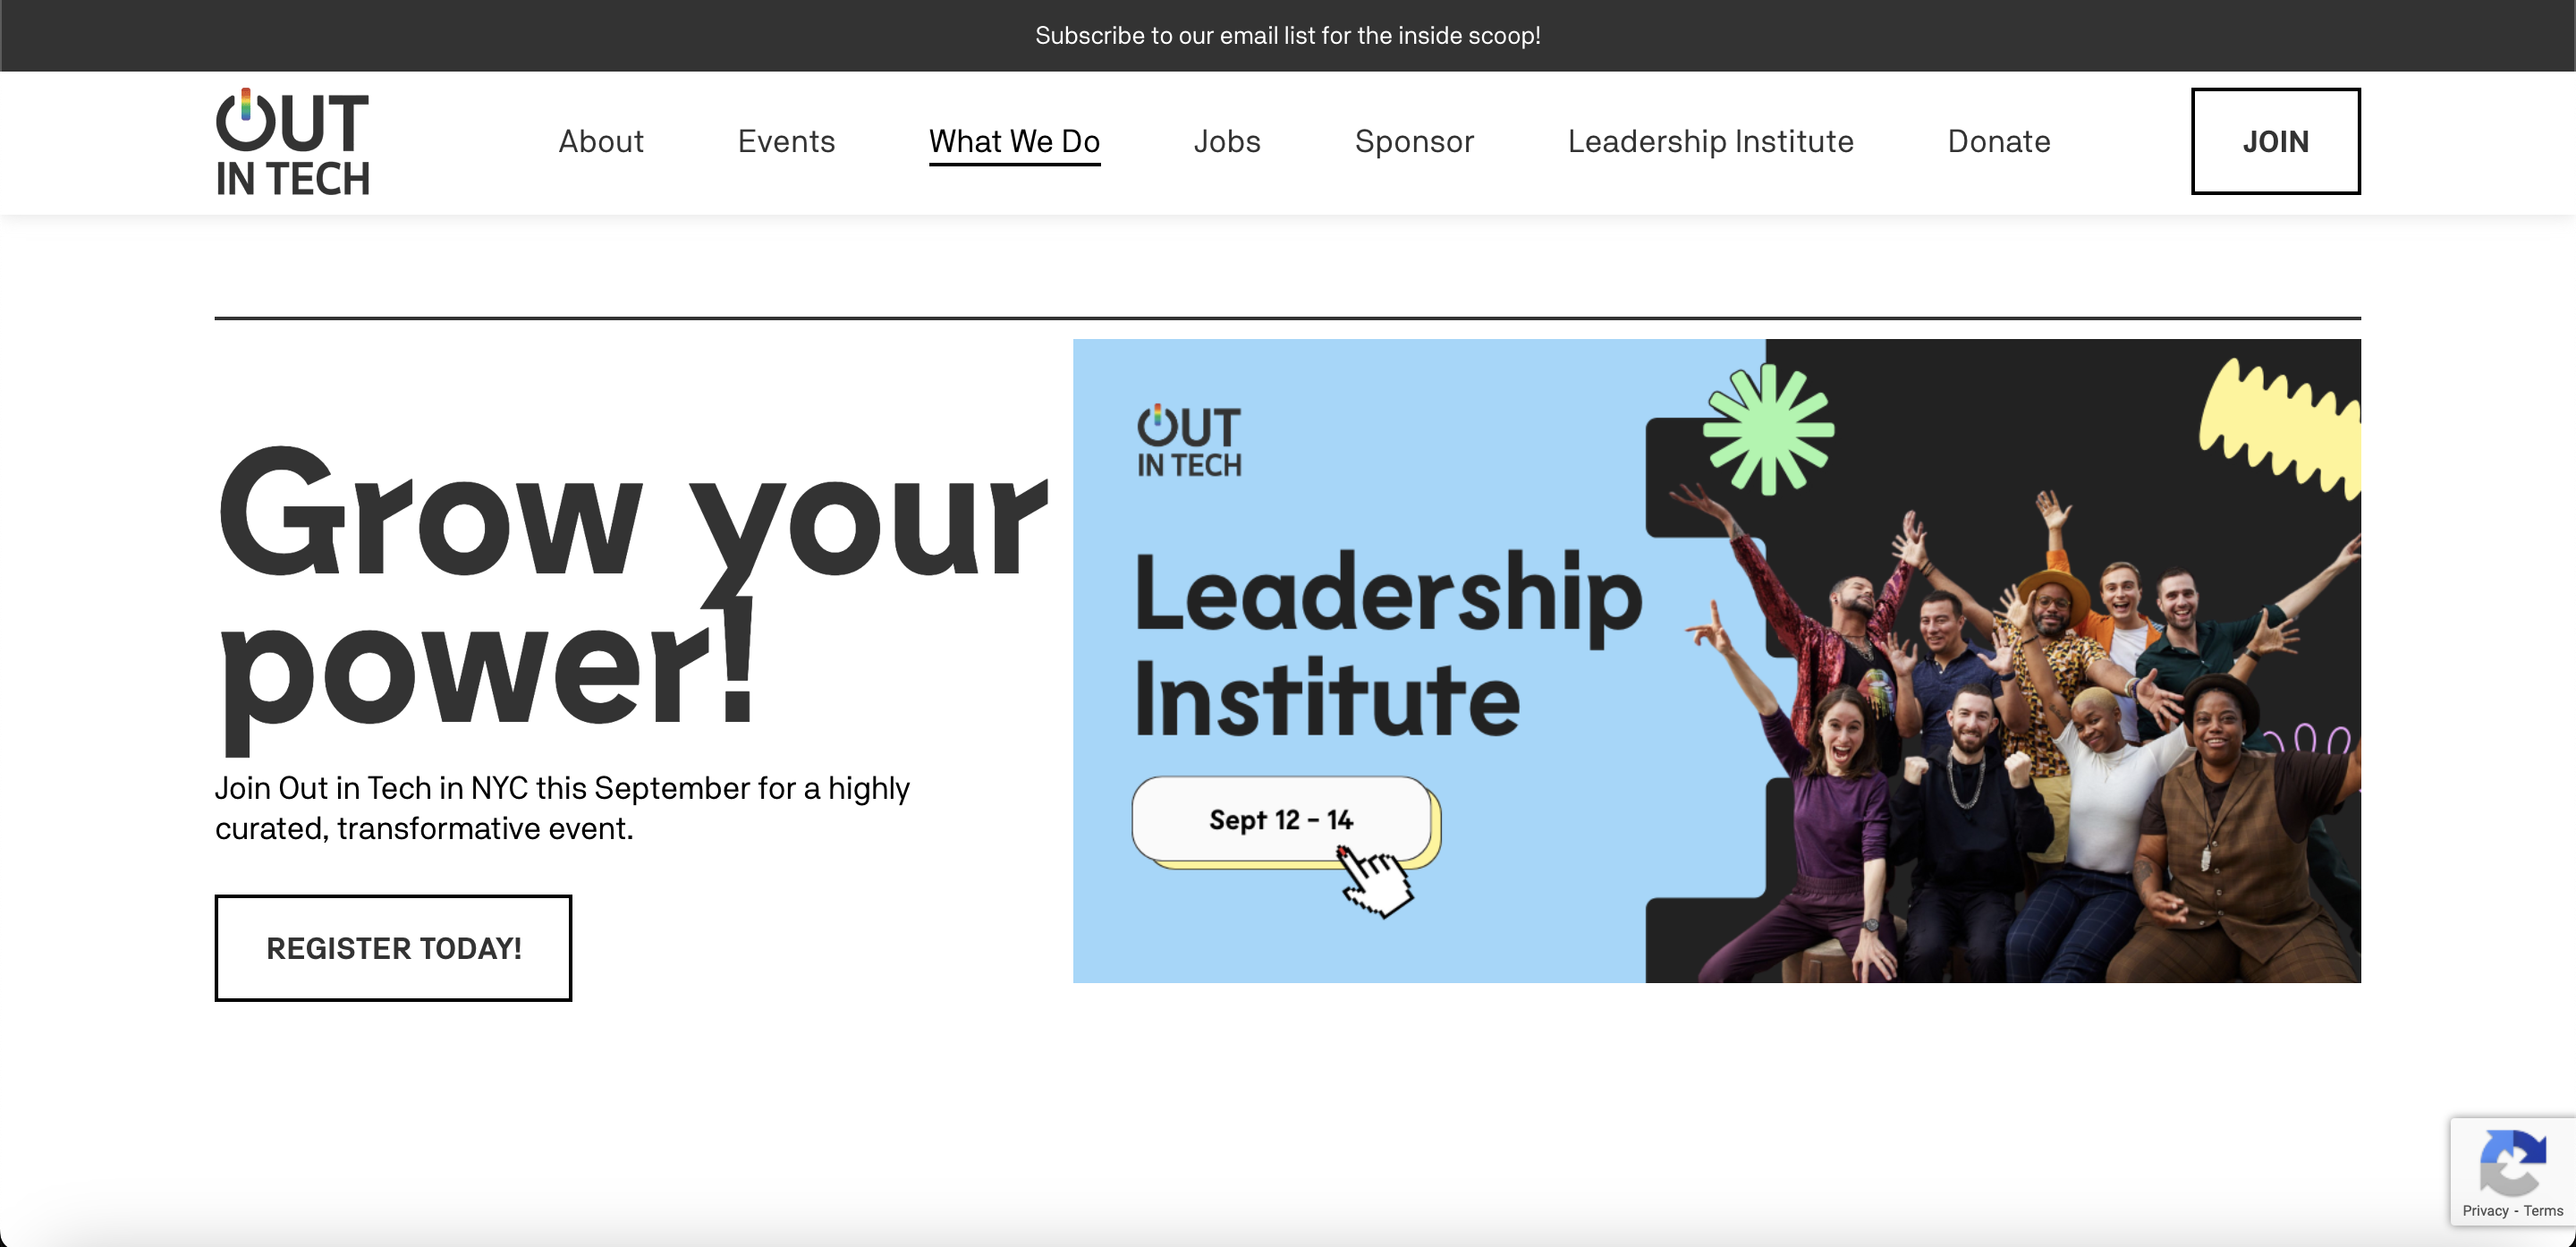 Subscribe to our email list for the inside scoop!
OUT
IN TECH
About
Events
What We Do
Jobs
Sponsor
Leadership Institute
Donate
JOIN
Grow your
power!
Join Out in Tech in NYC this September for a highly
curated, transformative event.
REGISTER TODAY!
OUT
IN TECH
Leadership
Institute
Sept 12 – 14
Privacy - Terms